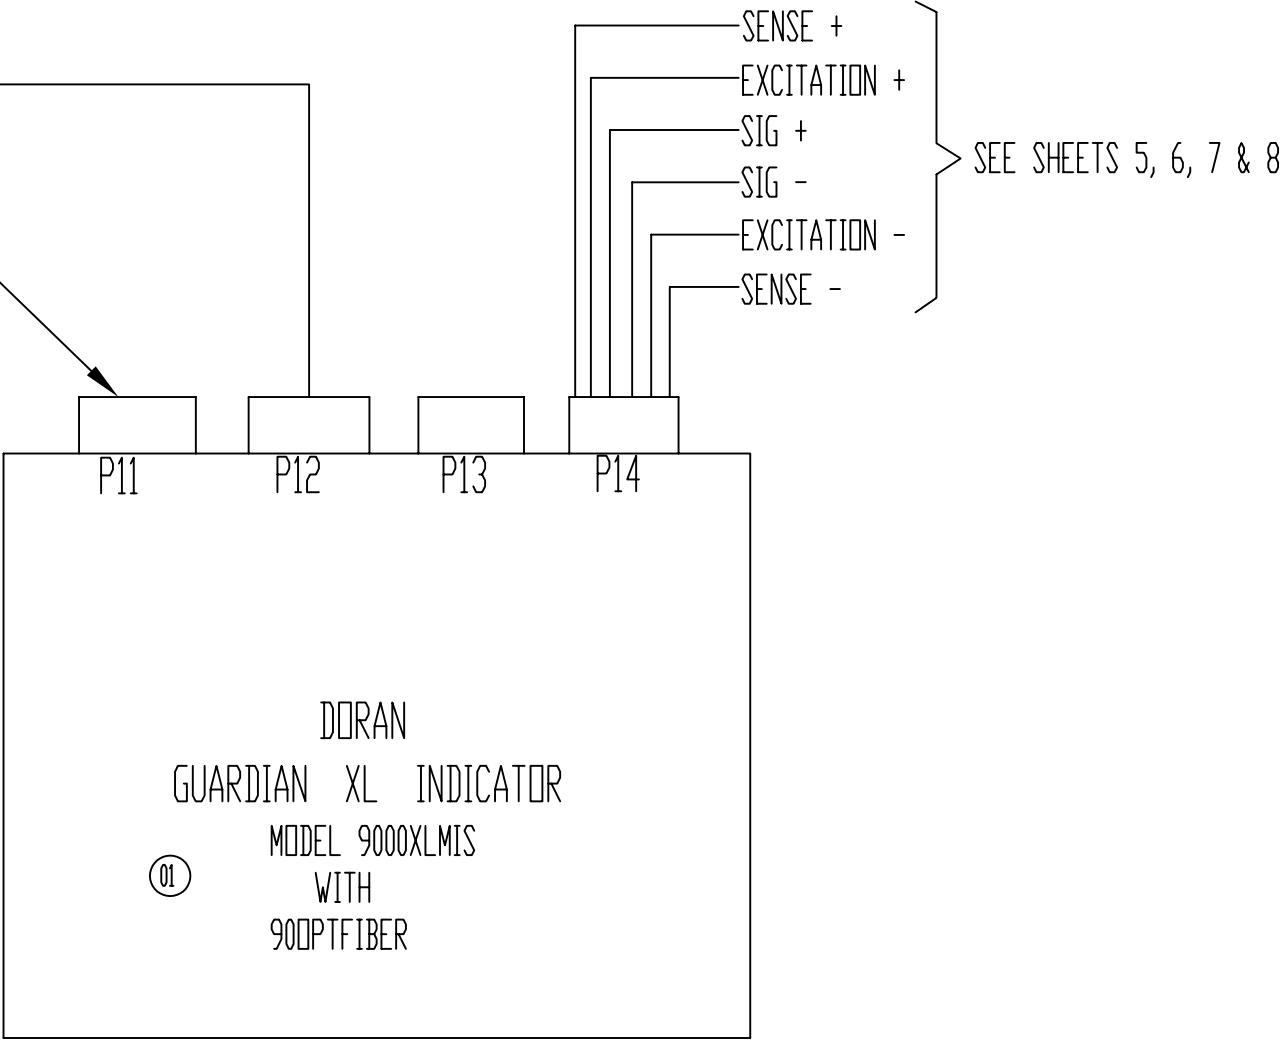 SENSE +
EXCITATION +
SIG +
SIG -
EXCITATION -
SENSE -
SEE SHEETS 5, 6, 7 & 8
P11
P12
P13
P14
DORAN
GUARDIAN XL INDICATOR
MODEL 9000XLMIS
01
WITH
90OPTFIBER